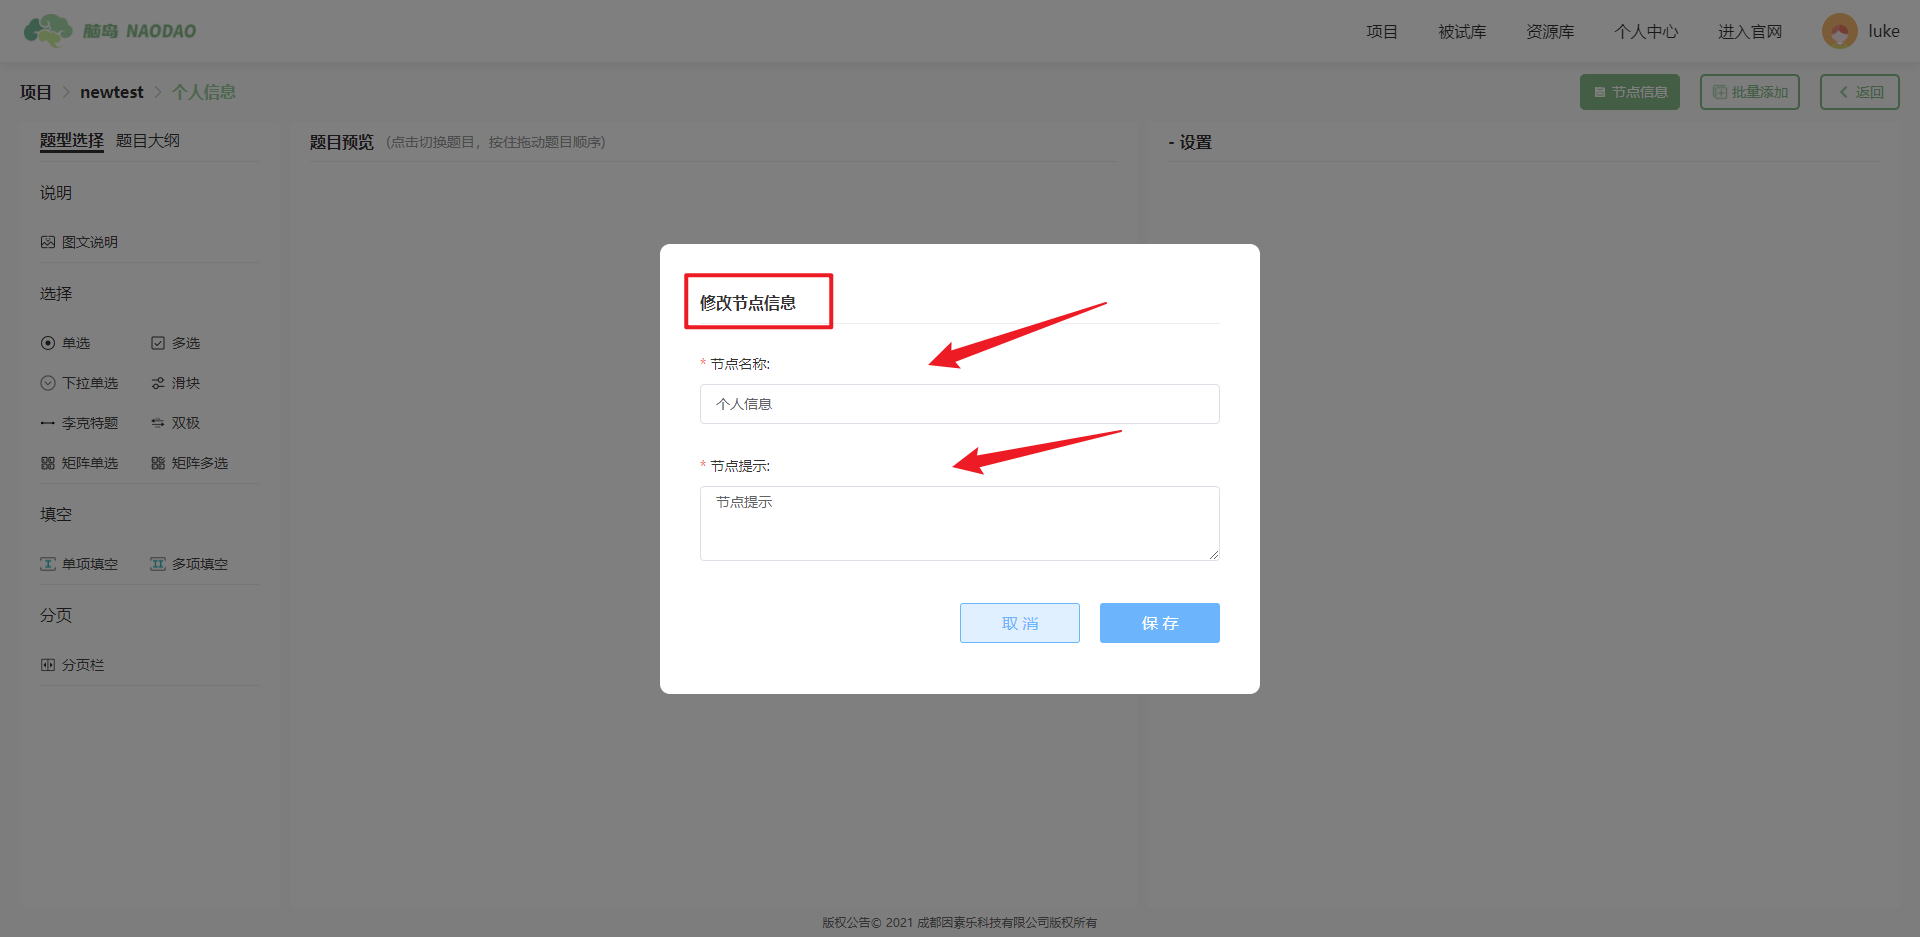 脑岛 NAODAO
项目 被试库 资源库 个人中心 进入官网 luke
项目 newtest 个人信息
节点信息 批量添加 返回
题型选择 题目大纲
题目预览 (点击切换题目，按住拖动题目顺序)
- 设置
说明
图文说明
选择
单选 多选
下拉单选 滑块
李克特题 双极
矩阵单选 矩阵多选
填空
单项填空 多项填空
分页
分页栏
修改节点信息
* 节点名称:
个人信息
* 节点提示:
节点提示
取 消 保 存
版权公告© 2021 成都因素乐科技有限公司版权所有